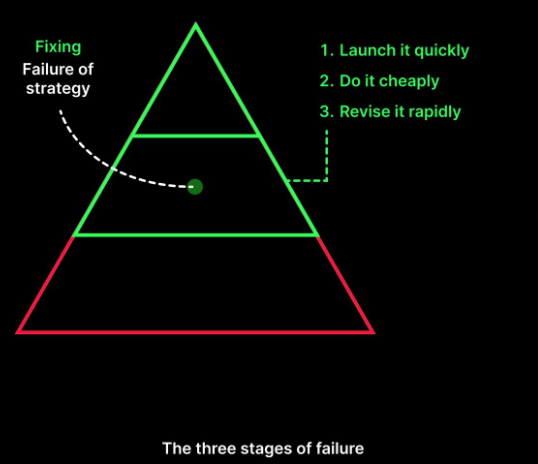 Fixing
Failure of
strategy
1. Launch it quickly
2. Do it cheaply
3. Revise it rapidly
The three stages of failure